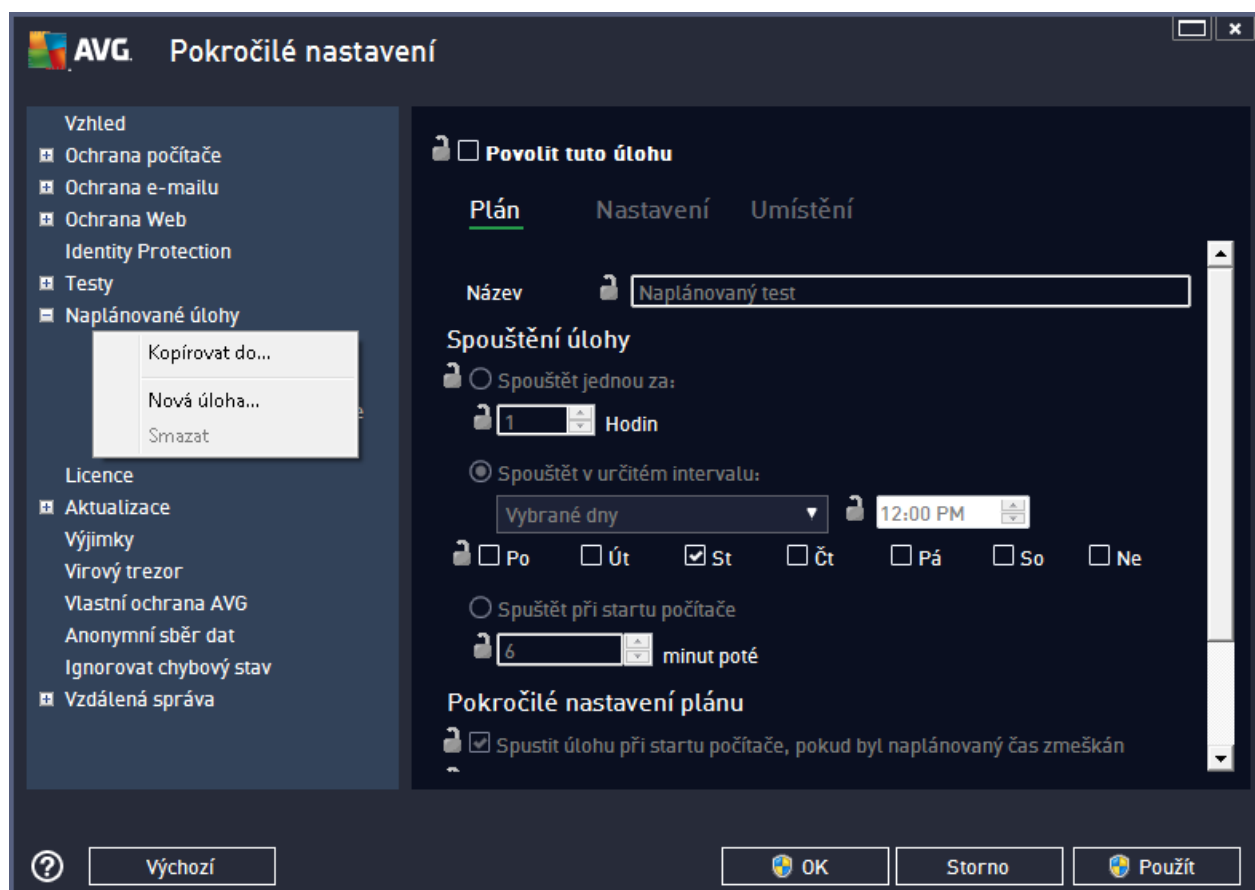 AVG. Pokročilé nastavení
Vzhled
Ochrana počítače
Ochrana e-mailu
Ochrana Web
Identity Protection
Testy
Naplánované úlohy
Kopírovat do...
Nová úloha...
Smazat
Licence
Aktualizace
Výjimky
Virový trezor
Vlastní ochrana AVG
Anonymní sběr dat
Ignorovat chybový stav
Vzdálená správa
Povolit tuto úlohu
Plán Nastavení Umístění
Název Naplánovaný test
Spouštění úlohy
Spouštět jednou za:
1 Hodin
Spouštět v určitém intervalu:
Vybrané dny 12:00 PM
Po Út St Čt Pá So Ne
Spuštět při startu počítače
6 minut poté
Pokročilé nastavení plánu
Spustit úlohu při startu počítače, pokud byl naplánovaný čas zmeškán
Výchozí OK Storno Použít